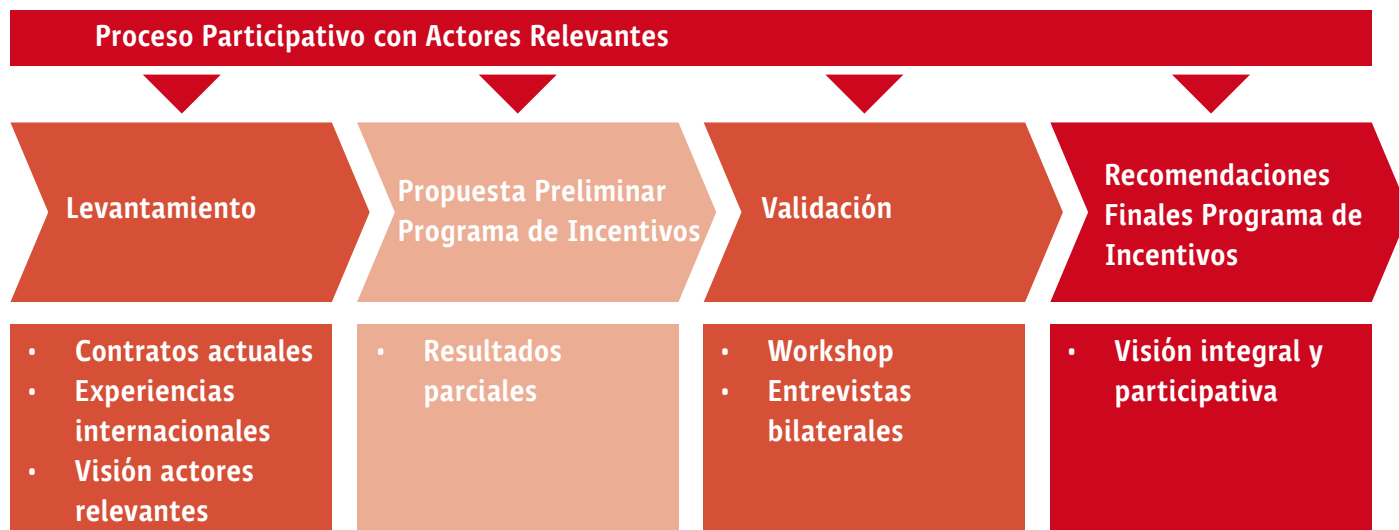 Proceso Participativo con Actores Relevantes
Levantamiento
Propuesta Preliminar
Programa de Incentivos
Validación
Recomendaciones
Finales Programa de
Incentivos
• Contratos actuales
• Experiencias
internacionales
• Visión actores
relevantes
• Resultados
parciales
• Workshop
• Entrevistas
bilaterales
• Visión integral y
participativa